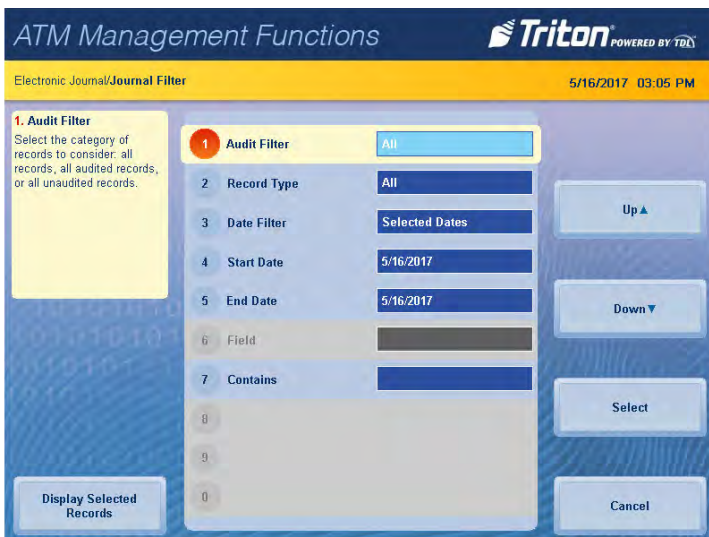 ATM Management Functions
Triton POWERED BY TDL
Electronic Journal/Journal Filter
5/16/2017 03:05 PM
1. Audit Filter
Select the category of
records to consider: all
records, all audited records,
or all unaudited records.
1 Audit Filter All
2 Record Type All
3 Date Filter Selected Dates
4 Start Date 5/16/2017
5 End Date 5/16/2017
6 Field
7 Contains
8
9
0
Up▲
Down▼
Select
Display Selected
Records
Cancel